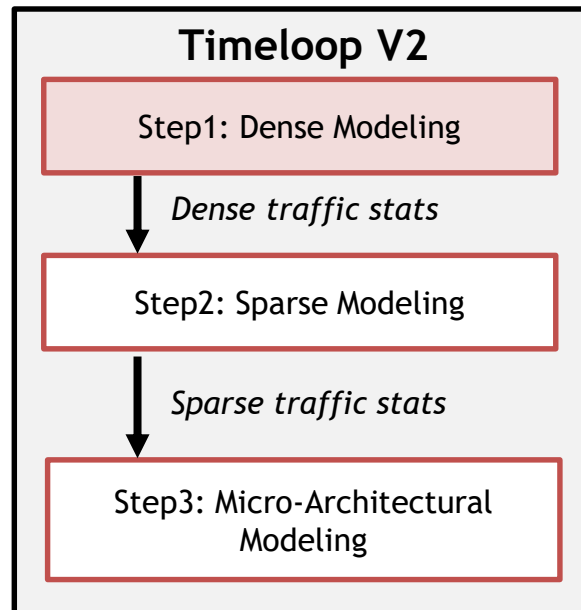 Timeloop V2
Step1: Dense Modeling
Dense traffic stats
Step2: Sparse Modeling
Sparse traffic stats
Step3: Micro-Architectural
Modeling